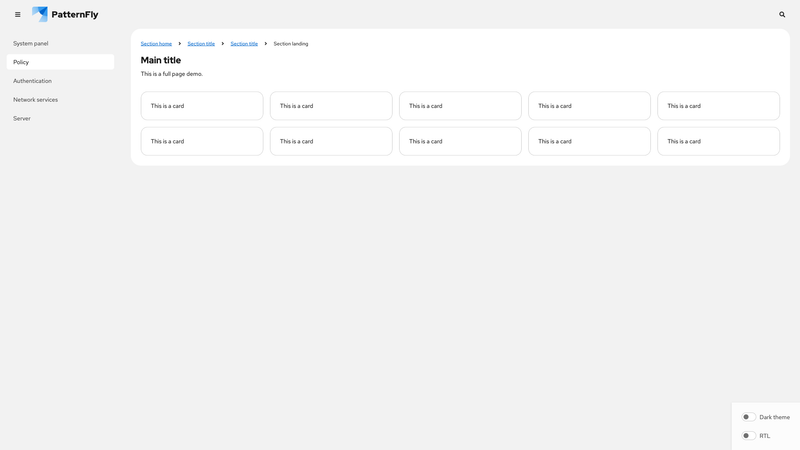 PatternFly
System panel
Policy
Authentication
Network services
Server
Section home
Section title
Section title
Section landing
Main title
This is a full page demo.
This is a card
This is a card
This is a card
This is a card
This is a card
This is a card
This is a card
This is a card
This is a card
This is a card
Dark theme
RTL